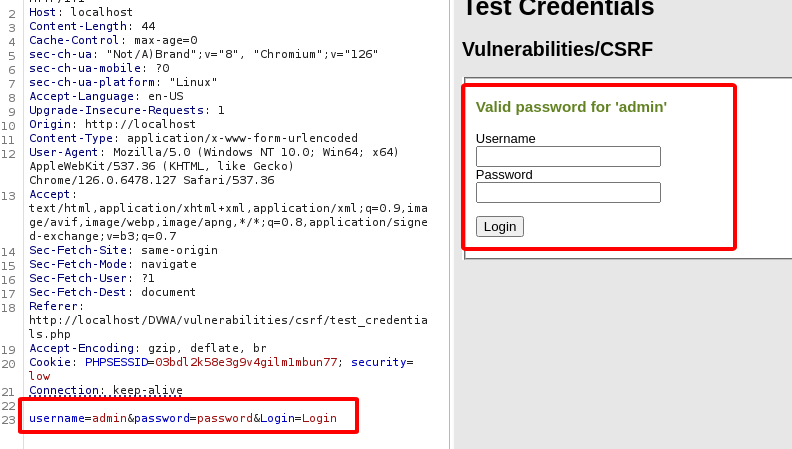 2 Host: localhost
3 Content-Length: 44
4 Cache-Control: max-age=0
5 sec-ch-ua: "Not/A)Brand";v="8", "Chromium";v="126"
6 sec-ch-ua-mobile: ?0
7 sec-ch-ua-platform: "Linux"
8 Accept-Language: en-US
9 Upgrade-Insecure-Requests: 1
10 Origin: http://localhost
11 Content-Type: application/x-www-form-urlencoded
12 User-Agent: Mozilla/5.0 (Windows NT 10.0; Win64; x64)
AppleWebKit/537.36 (KHTML, like Gecko)
Chrome/126.0.6478.127 Safari/537.36
13 Accept:
text/html,application/xhtml+xml,application/xml;q=0.9,ima
ge/avif,image/webp,image/apng,*/*;q=0.8,application/signe
d-exchange;v=b3;q=0.7
14 Sec-Fetch-Site: same-origin
15 Sec-Fetch-Mode: navigate
16 Sec-Fetch-User: ?1
17 Sec-Fetch-Dest: document
18 Referer:
http://localhost/DVWA/vulnerabilities/csrf/test_credentia
ls.php
19 Accept-Encoding: gzip, deflate, br
20 Cookie: PHPSESSID=03bdl2k58e3g9v4gilm1mbun77; security=
low
21 Connection: keep-alive
22
23 username=admin&password=password&Login=Login
Test Credentials
Vulnerabilities/CSRF
Valid password for 'admin'
Username
Password
Login